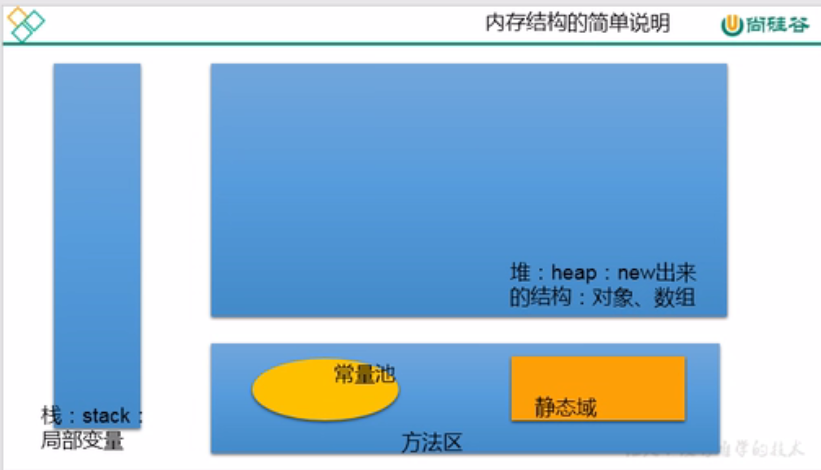 内存结构的简单说明
尚硅谷
堆：heap：new出来
的结构：对象、数组
常量池
静态域
栈：stack：
局部变量
方法区